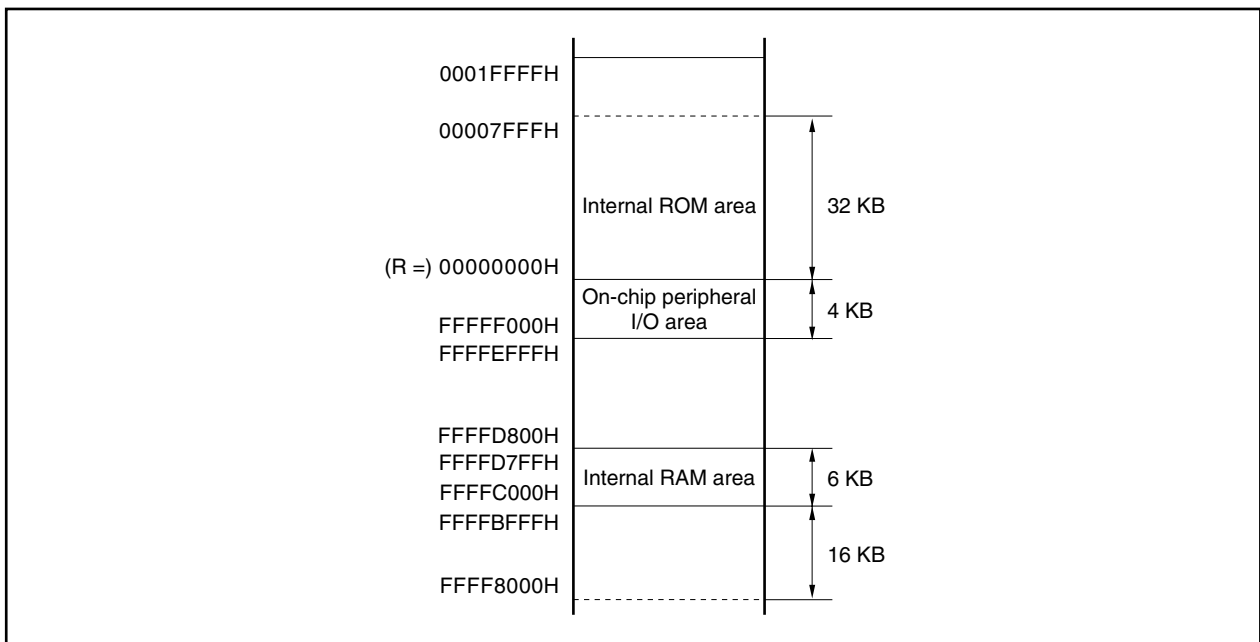 0001FFFFH
00007FFFH
Internal ROM area
32 KB
(R =) 00000000H
On-chip peripheral
I/O area
4 KB
FFFFF000H
FFFFEFFFH
FFFFD800H
FFFFD7FFH
Internal RAM area
6 KB
FFFFC000H
FFFFBFFFH
16 KB
FFFF8000H